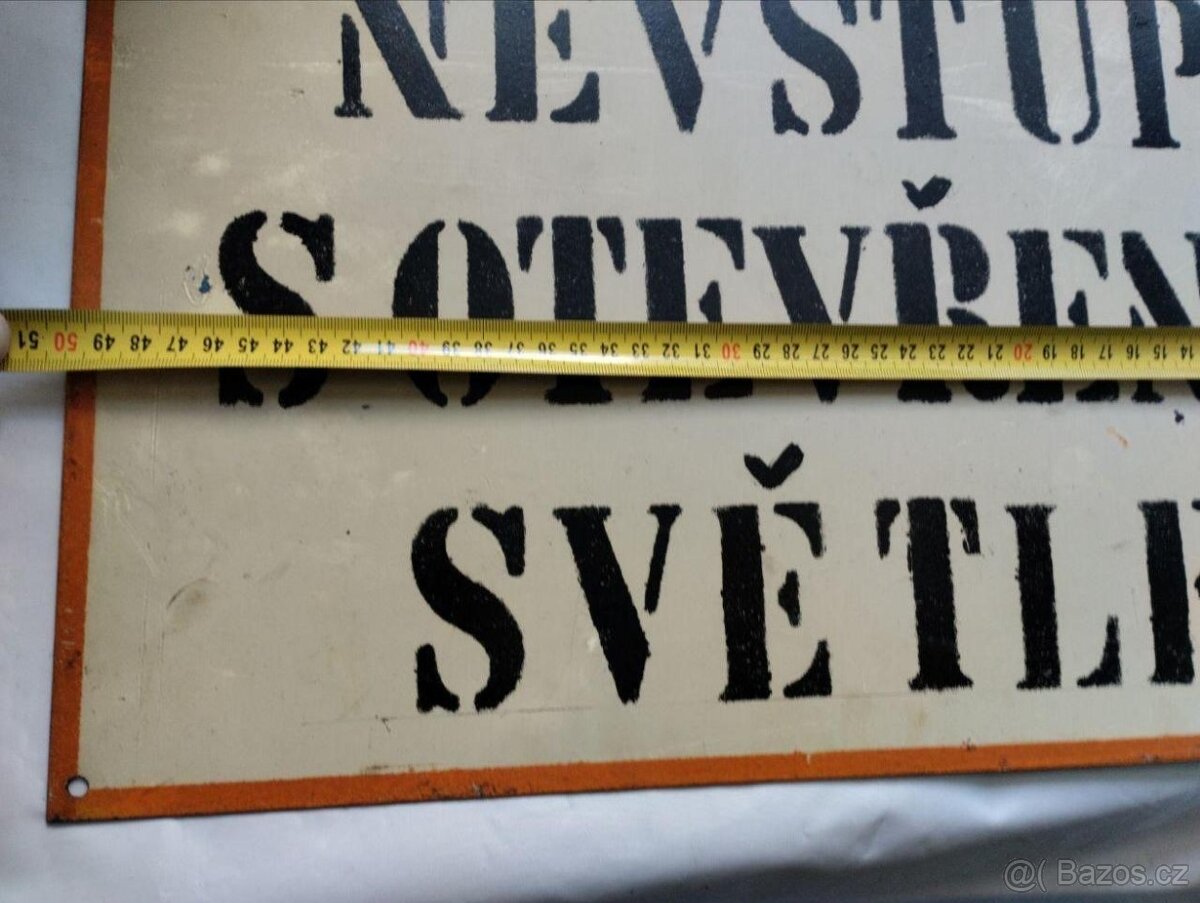 NEVSTUP
S OTEVŘEN
SVĚTLE
51 50 49 48 47 46 45 44 43 42 41 40 39 38 37 36 35 34 33 32 31 30 29 28 27 26 25 24 23 22 21 20 19 18 17 16 15 14
@( Bazos.cz